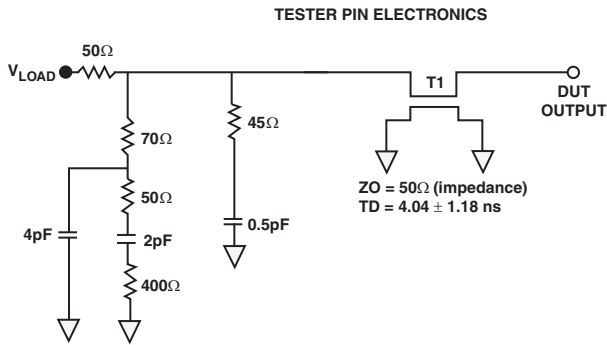 TESTER PIN ELECTRONICS
50Ω
VLOAD
T1
DUT
OUTPUT
45Ω
70Ω
ZO = 50Ω (impedance)
TD = 4.04 ± 1.18 ns
50Ω
0.5pF
4pF
2pF
400Ω